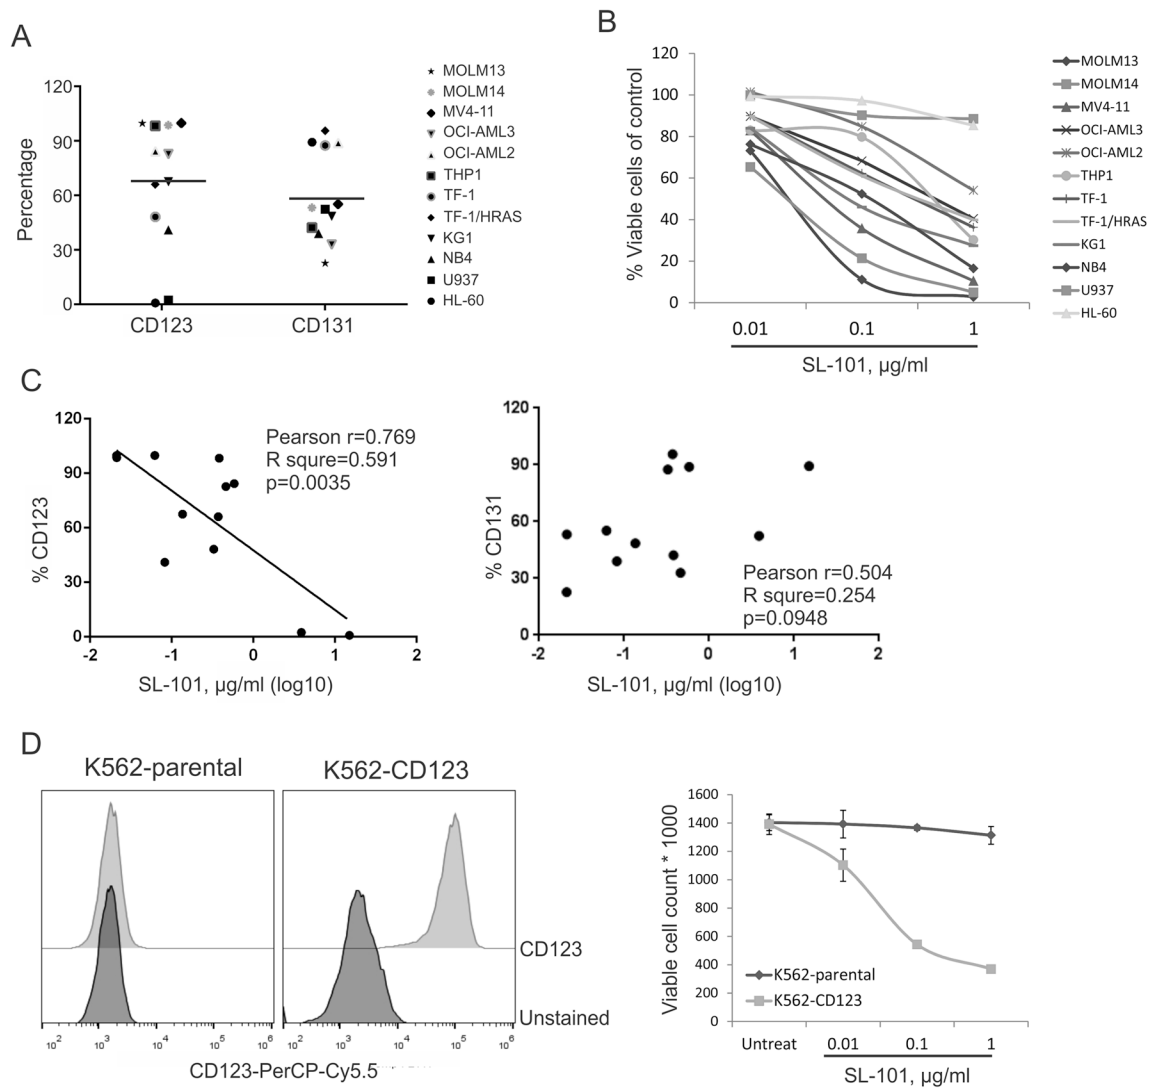 A
Percentage
120
90
60
30
0
CD123
CD131
MOLM13
MOLM14
MV4-11
OCI-AML3
OCI-AML2
THP1
TF-1
TF-1/HRAS
KG1
NB4
U937
HL-60
B
% Viable cells of control
120
100
80
60
40
20
0
0.01
0.1
1
SL-101, µg/ml
MOLM13
MOLM14
MV4-11
OCI-AML3
OCI-AML2
THP1
TF-1
TF-1/HRAS
KG1
NB4
U937
HL-60
C
% CD123
120
90
60
30
0
-2
-1
0
1
2
SL-101, µg/ml (log10)
Pearson r=0.769
R squre=0.591
p=0.0035
% CD131
120
90
60
30
0
-2
-1
0
1
2
SL-101, µg/ml (log10)
Pearson r=0.504
R squre=0.254
p=0.0948
D
K562-parental
K562-CD123
CD123
Unstained
10² 10³ 10⁴ 10⁵ 10⁶
10² 10³ 10⁴ 10⁵ 10⁶
CD123-PerCP-Cy5.5
Viable cell count * 1000
1600
1400
1200
1000
800
600
400
200
0
K562-parental
K562-CD123
Untreat
0.01
0.1
1
SL-101, µg/ml